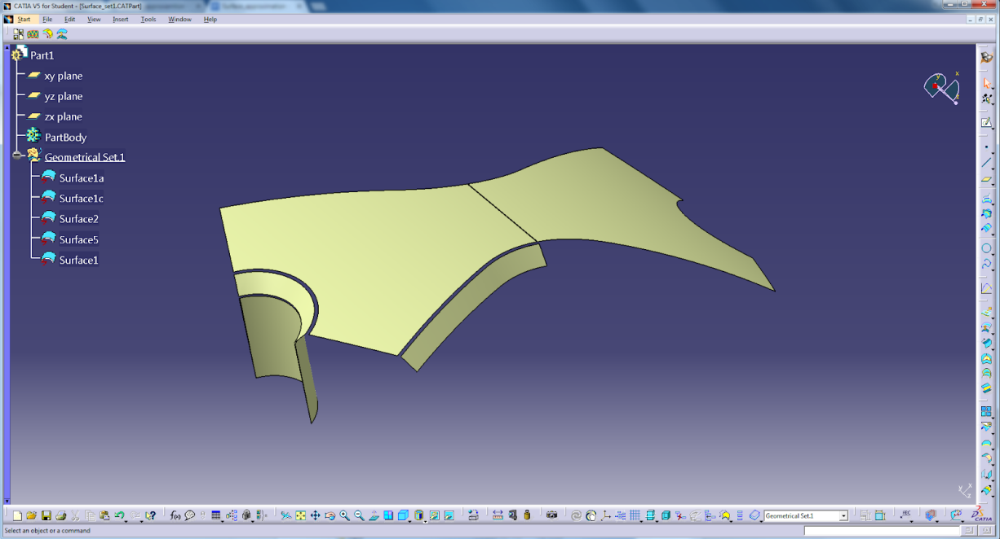 CATIA V5 for Student - [Surface_set1.CATPart]
Start File Edit View Insert Tools Window Help
Part1
xy plane
yz plane
zx plane
PartBody
Geometrical Set.1
Surface1a
Surface1c
Surface2
Surface5
Surface1
x
y
z
f(x)
Geometrical Set.1
CATIA
Select an object or a command